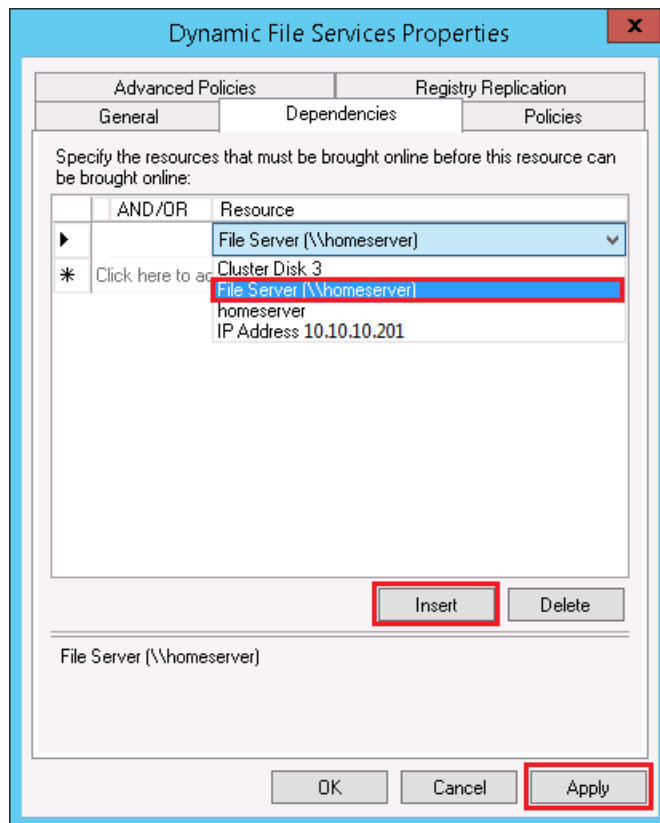 Dynamic File Services Properties
x
Advanced Policies
Registry Replication
General
Dependencies
Policies
Specify the resources that must be brought online before this resource can
be brought online:
AND/OR
Resource
File Server (\\homeserver)
Click here to ad
Cluster Disk 3
File Server (\\homeserver)
homeserver
IP Address 10.10.10.201
Insert
Delete
File Server (\\homeserver)
OK
Cancel
Apply